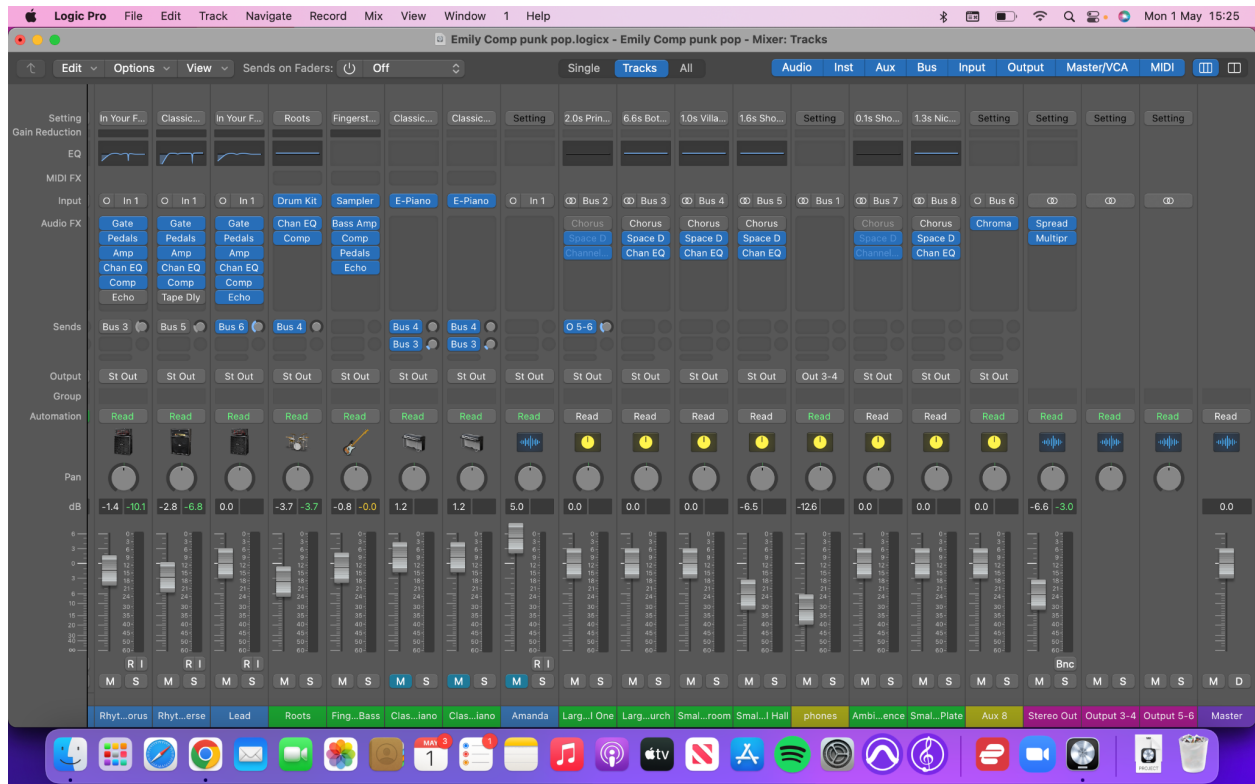 Logic Pro File Edit Track Navigate Record Mix View Window 1 Help Mon 1 May 15:25
Emily Comp punk pop.logicx - Emily Comp punk pop - Mixer: Tracks
Edit Options View Sends on Faders: Off Single Tracks All Audio Inst Aux Bus Input Output Master/VCA MIDI
Setting In Your F... Classic... In Your F... Roots Fingerst... Classic... Classic... Setting 2.0s Prin... 6.6s Bot... 1.0s Villa... 1.6s Sho... Setting 0.1s Sho... 1.3s Nic... Setting Setting Setting Setting
Gain Reduction
EQ
MIDI FX
Input In 1 In 1 In 1 Drum Kit Sampler E-Piano E-Piano In 1 Bus 2 Bus 3 Bus 4 Bus 5 Bus 1 Bus 7 Bus 8 Bus 6
Audio FX Gate Gate Gate Chan EQ Bass Amp Chorus Chorus Chorus Chorus Chorus Chorus Chroma Spread
Pedals Pedals Pedals Comp Comp Space D Space D Space D Space D Space D Space D Multipr
Amp Amp Amp Pedals Channel... Chan EQ Chan EQ Chan EQ Channel... Chan EQ
Chan EQ Chan EQ Chan EQ Echo
Comp Comp Comp
Echo Tape Dly Echo
Sends Bus 3 Bus 5 Bus 6 Bus 4 Bus 4 Bus 4 O 5-6
Bus 3 Bus 3
Output St Out St Out St Out St Out St Out St Out St Out St Out St Out St Out St Out St Out Out 3-4 St Out St Out St Out
Group
Automation Read Read Read Read Read Read Read Read Read Read Read Read Read Read Read Read Read Read Read Read
Pan
dB -1.4 -10.1 -2.8 -6.8 0.0 -3.7 -3.7 -0.8 -0.0 1.2 1.2 5.0 0.0 0.0 0.0 -6.5 -12.6 0.0 0.0 0.0 -6.6 -3.0 0.0
R I R I R I R I Bnc
M S M S M S M S M S M S M S M S M S M S M S M S M S M S M S M S M S M S M S M D
Rhyt...orus Rhyt...erse Lead Roots Fing...Bass Clas...iano Clas...iano Amanda Larg...l One Larg...urch Smal...room Smal...l Hall phones Ambi...ence Smal...Plate Aux 8 Stereo Out Output 3-4 Output 5-6 Master
MAY 3 1 1 tv PROJECT